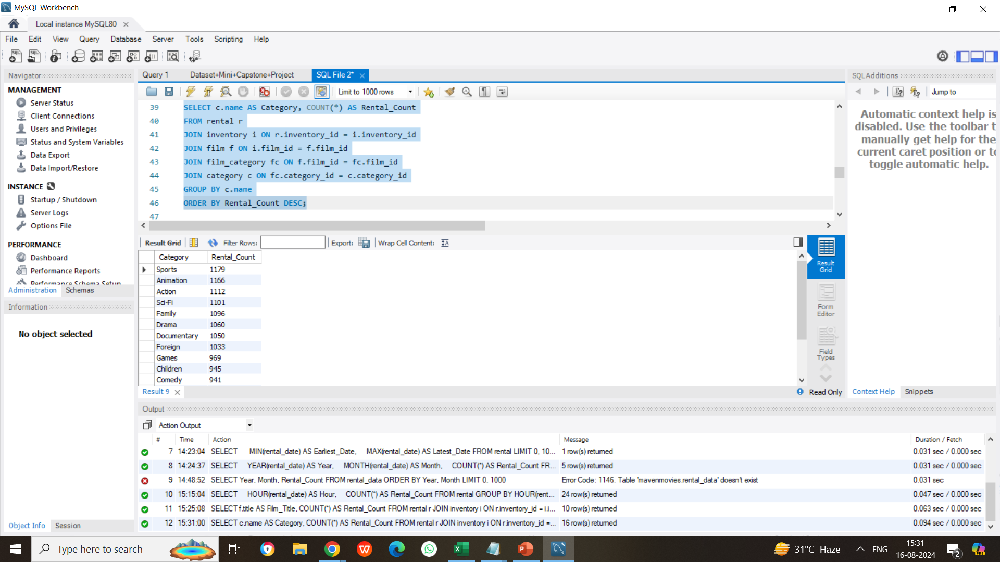 MySQL Workbench
Local instance MySQL80
File Edit View Query Database Server Tools Scripting Help
Navigator
MANAGEMENT
Server Status
Client Connections
Users and Privileges
Status and System Variables
Data Export
Data Import/Restore
INSTANCE
Startup / Shutdown
Server Logs
Options File
PERFORMANCE
Dashboard
Performance Reports
Performance Schema Setup
Administration Schemas
Information
No object selected
Object Info Session
Query 1 Dataset+Mini+Capstone+Project SQL File 2*
Limit to 1000 rows
39 SELECT c.name AS Category, COUNT(*) AS Rental_Count
40 FROM rental r
41 JOIN inventory i ON r.inventory_id = i.inventory_id
42 JOIN film f ON i.film_id = f.film_id
43 JOIN film_category fc ON f.film_id = fc.film_id
44 JOIN category c ON fc.category_id = c.category_id
45 GROUP BY c.name
46 ORDER BY Rental_Count DESC;
47
Result Grid Filter Rows: Export: Wrap Cell Content:
Category Rental_Count
Sports 1179
Animation 1166
Action 1112
Sci-Fi 1101
Family 1096
Drama 1060
Documentary 1050
Foreign 1033
Games 969
Children 945
Comedy 941
Result Grid
Form Editor
Field Types
Result 9
Read Only
SQLAdditions
Jump to
Automatic context help is
disabled. Use the toolbar t
manually get help for the
current caret position or to
toggle automatic help.
Context Help Snippets
Output
Action Output
# Time Action Message Duration / Fetch
7 14:23:04 SELECT MIN(rental_date) AS Earliest_Date, MAX(rental_date) AS Latest_Date FROM rental LIMIT 0, 10... 1 row(s) returned 0.031 sec / 0.000 sec
8 14:24:37 SELECT YEAR(rental_date) AS Year, MONTH(rental_date) AS Month, COUNT(*) AS Rental_Count FR... 5 row(s) returned 0.031 sec / 0.000 sec
9 14:48:52 SELECT Year, Month, Rental_Count FROM rental_data ORDER BY Year, Month LIMIT 0, 1000 Error Code: 1146. Table 'mavenmovies.rental_data' doesn't exist 0.031 sec
10 15:15:04 SELECT HOUR(rental_date) AS Hour, COUNT(*) AS Rental_Count FROM rental GROUP BY HOUR(rent... 24 row(s) returned 0.047 sec / 0.000 sec
11 15:25:08 SELECT f.title AS Film_Title, COUNT(*) AS Rental_Count FROM rental r JOIN inventory i ON r.inventory_id = i.i... 10 row(s) returned 0.063 sec / 0.000 sec
12 15:31:00 SELECT c.name AS Category, COUNT(*) AS Rental_Count FROM rental r JOIN inventory i ON r.inventory_id =... 16 row(s) returned 0.094 sec / 0.000 sec
Type here to search
31°C Haze
ENG
15:31
16-08-2024
2